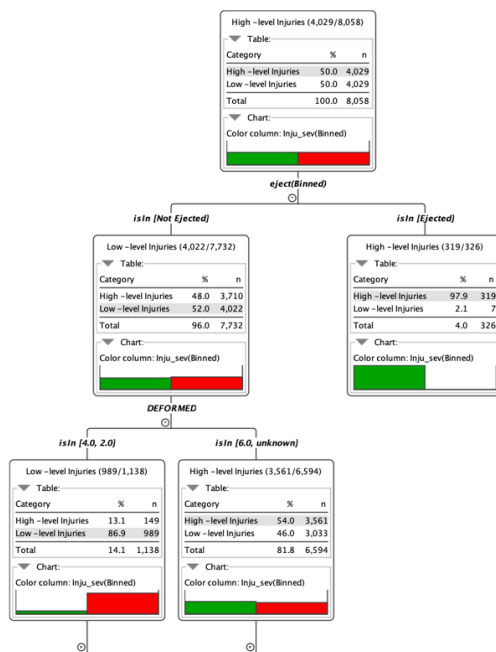 High -level Injuries (4,029/8,058)
Table:
Category % n
High -level Injuries 50.0 4,029
Low -level Injuries 50.0 4,029
Total 100.0 8,058
Chart:
Color column: Inju_sev(Binned)
eject(Binned)
isIn [Not Ejected]
isIn [Ejected]
Low -level Injuries (4,022/7,732)
Table:
Category % n
High -level Injuries 48.0 3,710
Low -level Injuries 52.0 4,022
Total 96.0 7,732
Chart:
Color column: Inju_sev(Binned)
High -level Injuries (319/326)
Table:
Category % n
High -level Injuries 97.9 319
Low -level Injuries 2.1 7
Total 4.0 326
Chart:
Color column: Inju_sev(Binned)
DEFORMED
isIn [4.0, 2.0]
isIn [6.0, unknown]
Low -level Injuries (989/1,138)
Table:
Category % n
High -level Injuries 13.1 149
Low -level Injuries 86.9 989
Total 14.1 1,138
Chart:
Color column: Inju_sev(Binned)
High -level Injuries (3,561/6,594)
Table:
Category % n
High -level Injuries 54.0 3,561
Low -level Injuries 46.0 3,033
Total 81.8 6,594
Chart:
Color column: Inju_sev(Binned)